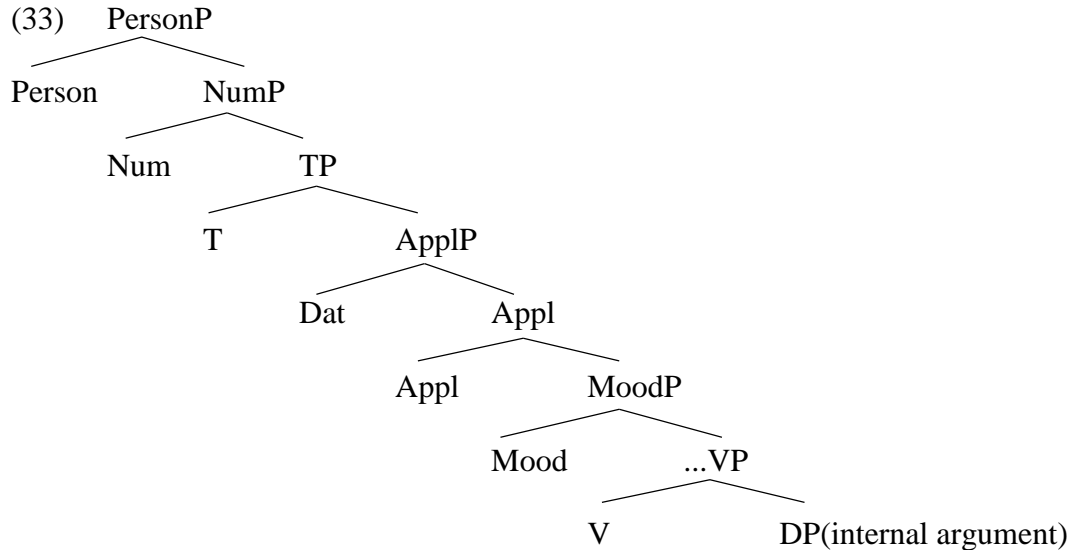 (33) PersonP
Person NumP
Num TP
T ApplP
Dat Appl
Appl MoodP
Mood ...VP
V DP(internal argument)